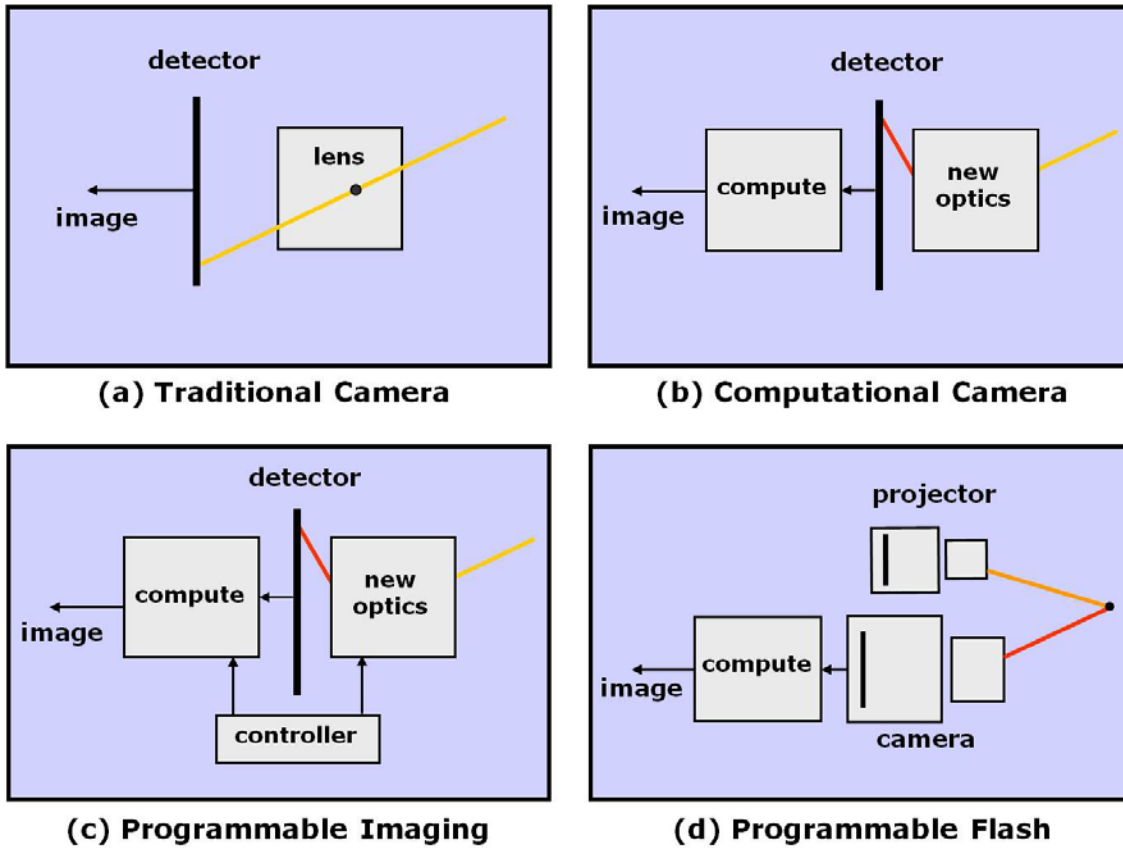 detector
lens
image
(a) Traditional Camera
detector
compute
new
optics
image
(b) Computational Camera
detector
compute
new
optics
image
controller
(c) Programmable Imaging
projector
compute
image
camera
(d) Programmable Flash